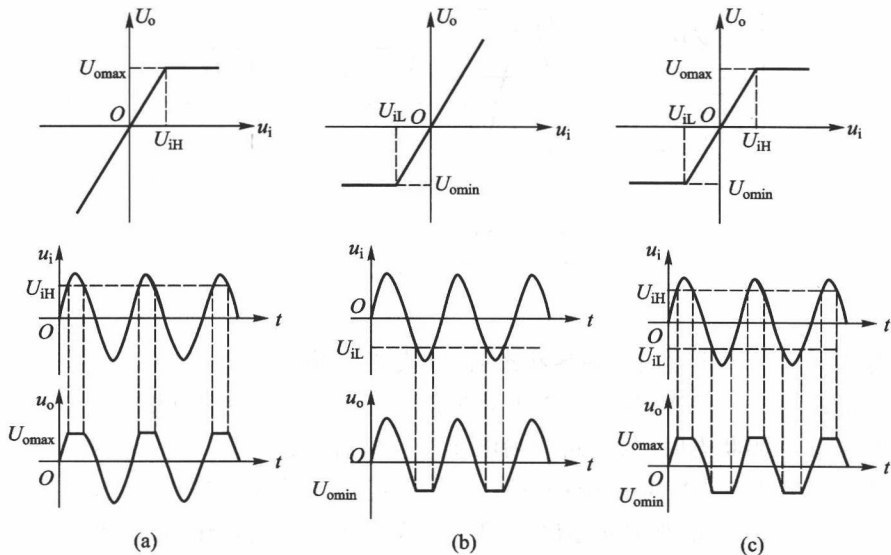 U_o
U_omax
O
U_iH
u_i
u_i
U_iH
O
t
u_o
U_omax
O
t
(a)
U_o
U_iL
O
u_i
U_omin
u_i
O
t
U_iL
u_o
O
t
U_omin
(b)
U_o
U_omax
U_iL
O
u_i
U_iH
U_omin
u_i
U_iH
O
t
U_iL
u_o
U_omax
O
t
U_omin
(c)